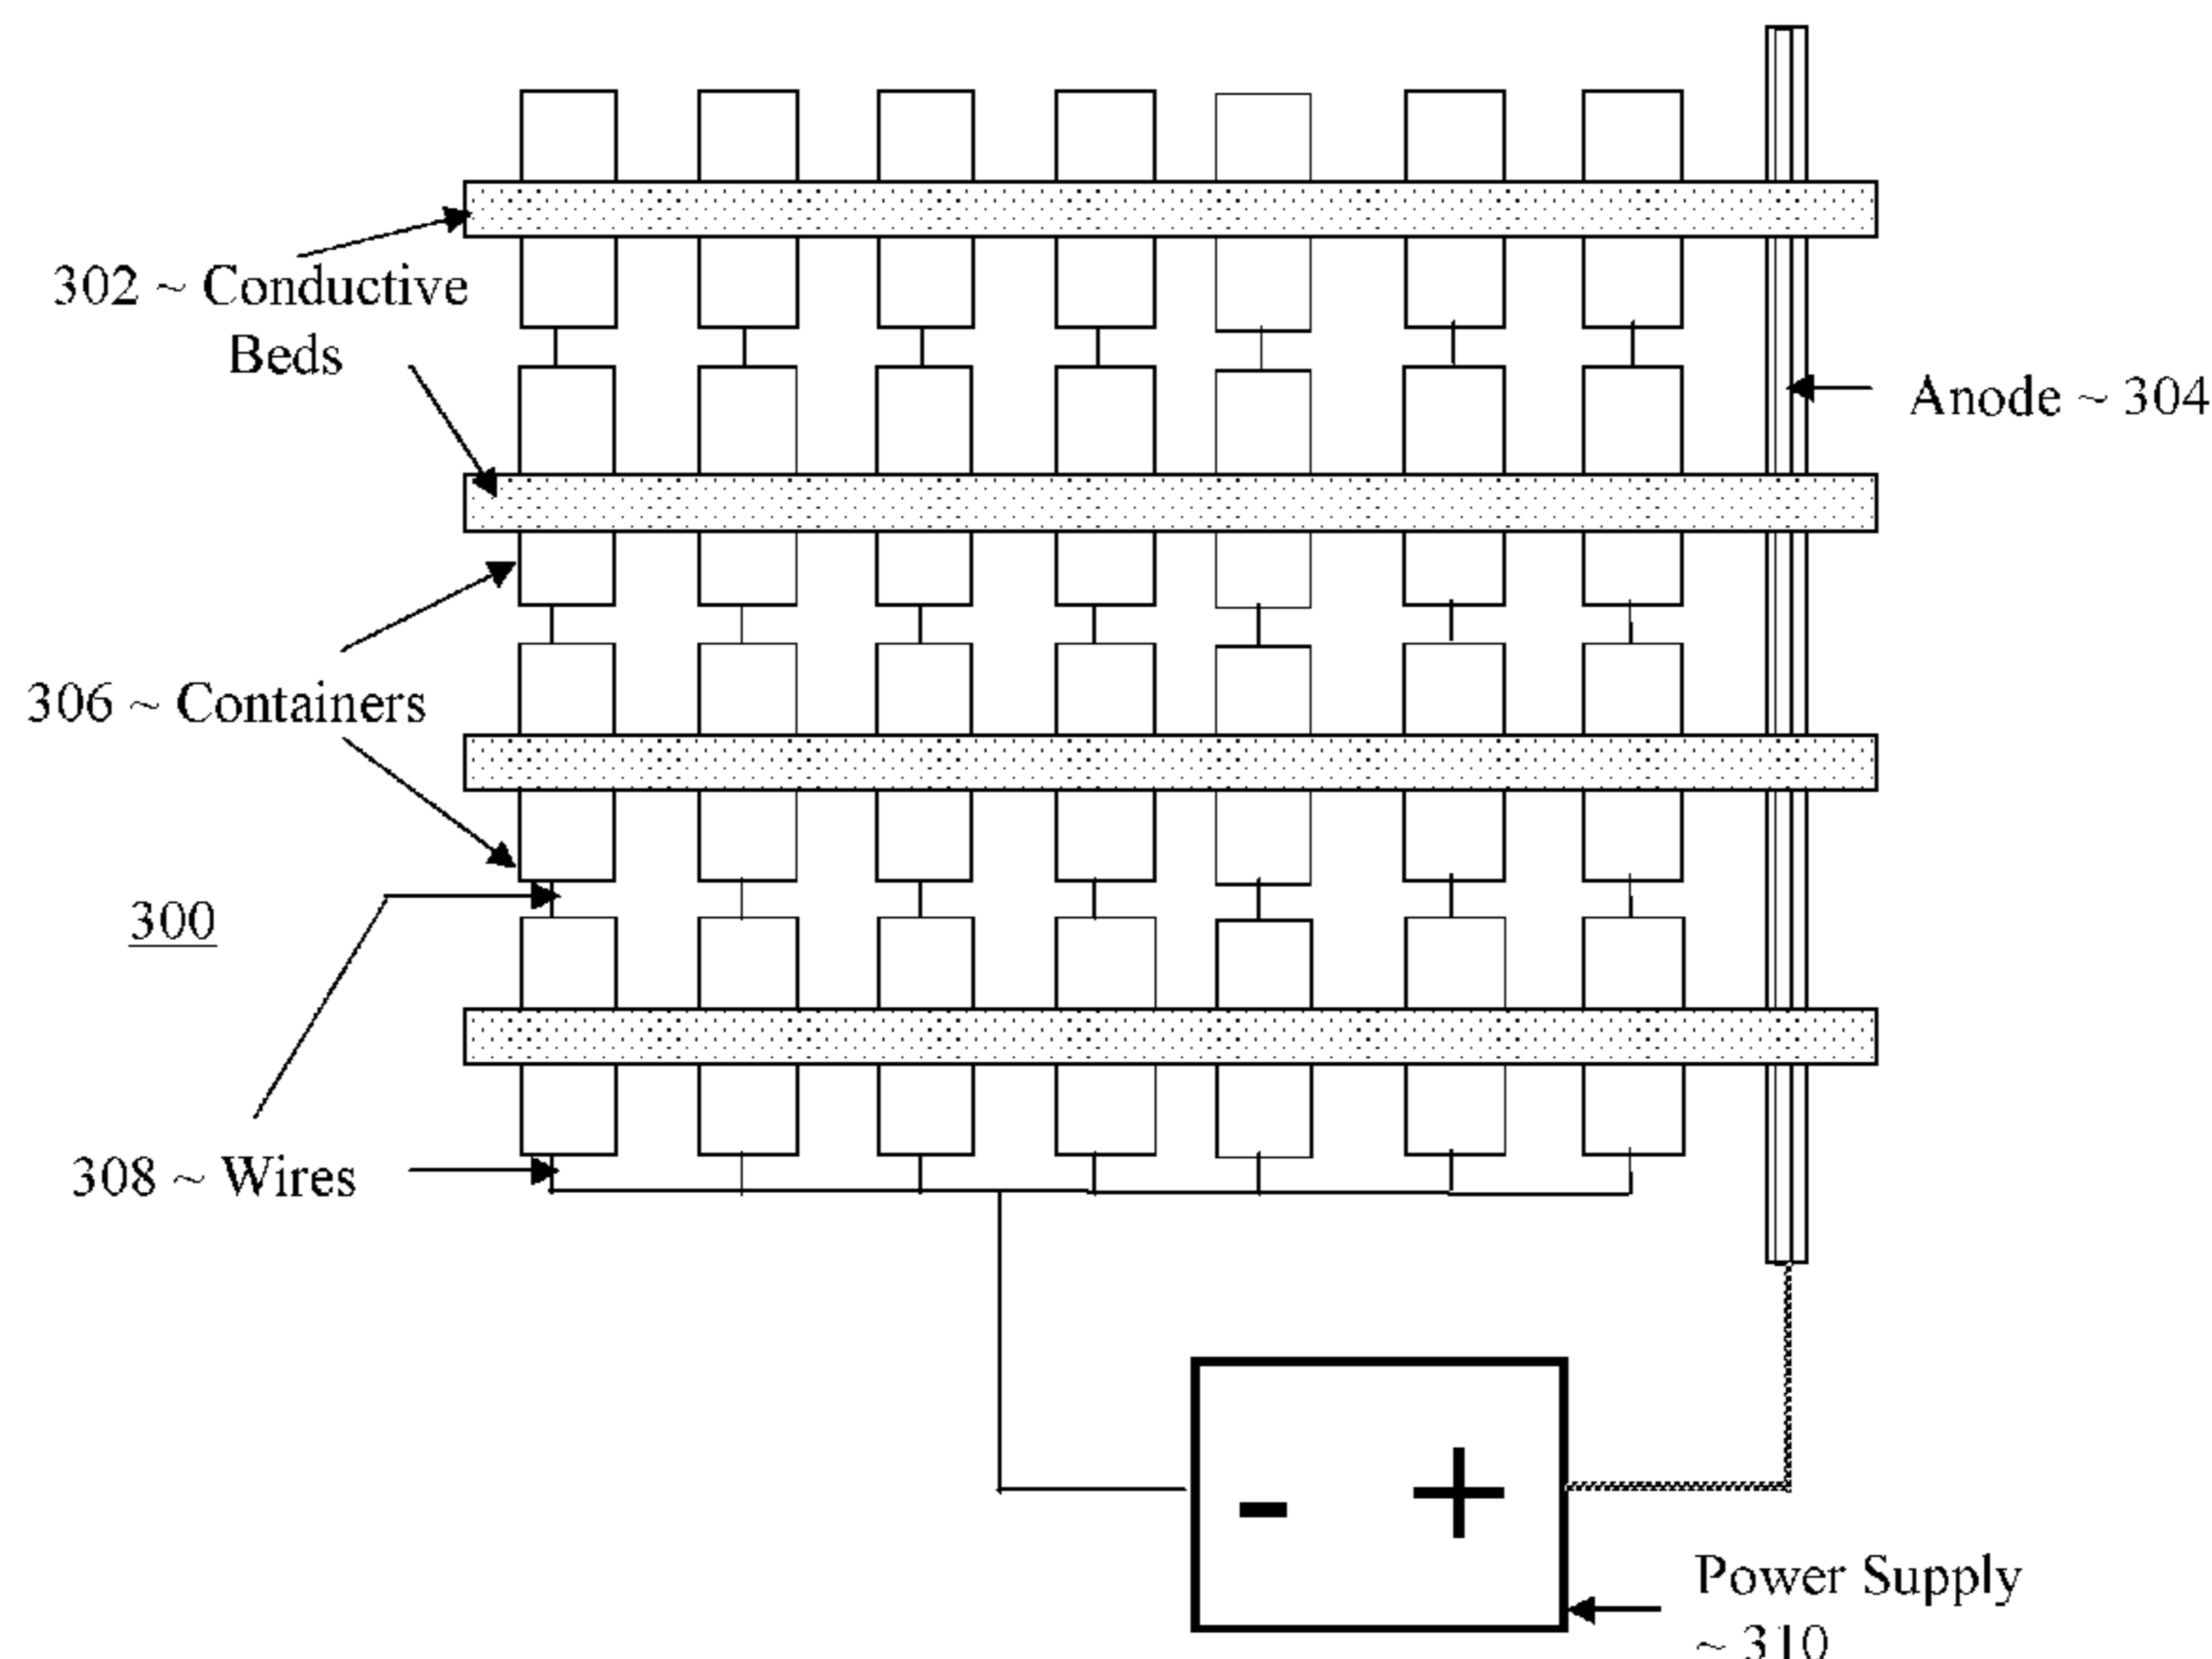 302 ~ Conductive
Beds
Anode ~ 304
306 ~ Containers
300
308 ~ Wires
- +
Power Supply
~ 310